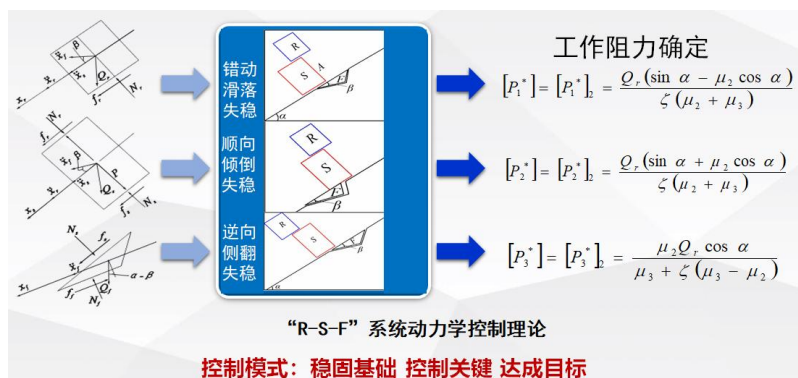 工作阻力确定
错动
滑落
失稳
R
S
A
F
β
α
[P₁*] = [P₁*]₂ = Qᵣ(sin α − μ₂ cos α) / ζ(μ₂ + μ₃)
顺向
倾倒
失稳
R
S
F
β
[P₂*] = [P₂*]₂ = Qᵣ(sin α + μ₂ cos α) / ζ(μ₂ + μ₃)
逆向
侧翻
失稳
R
S
F
β
α
[P₃*] = [P₃*]₂ = μ₂Qᵣ cos α / μ₃ + ζ(μ₃ − μ₂)
“R-S-F”系统动力学控制理论
控制模式：稳固基础 控制关键 达成目标